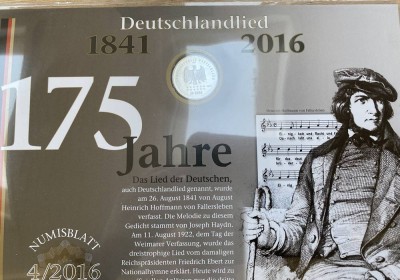 Deutschlandlied
1841 2016
175
Jahre
Das Lied der Deutschen,
auch Deutschlandlied genannt, wurde
am 26. August 1841 von August
Heinrich Hoffmann von Fallersleben
verfasst. Die Melodie zu diesem
Gedicht stammt von Joseph Haydn.
Am 11. August 1922, dem Tag der
Weimarer Verfassung, wurde das
dreistrophige Lied vom damaligen
Reichspräsidenten Friedrich Ebert zur
Nationalhymne erklärt. Heute wird zu
NUMISBLATT
4/2016